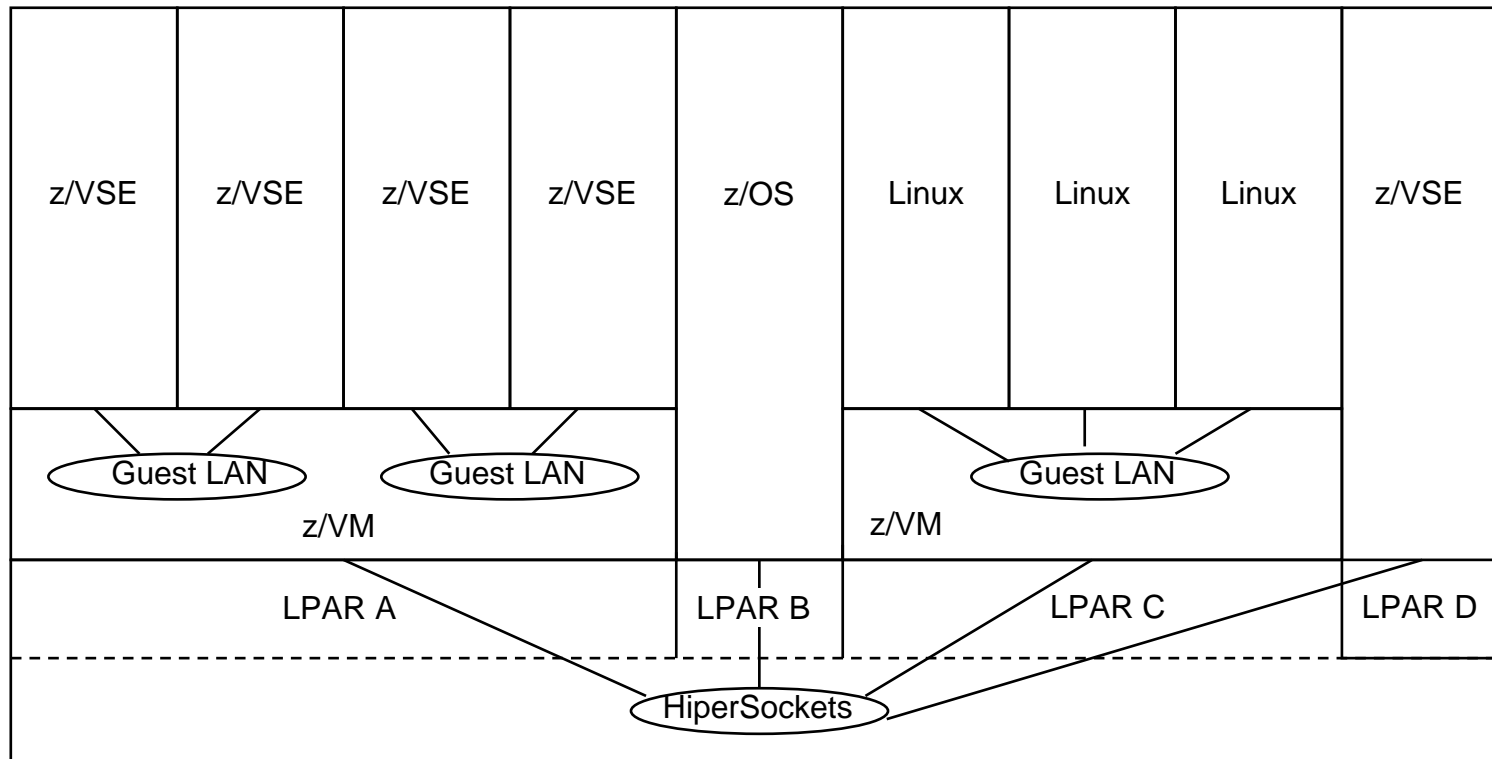 z/VSE
z/VSE
z/VSE
z/VSE
z/OS
Linux
Linux
Linux
z/VSE
Guest LAN
Guest LAN
Guest LAN
z/VM
z/VM
LPAR A
LPAR B
LPAR C
LPAR D
HiperSockets